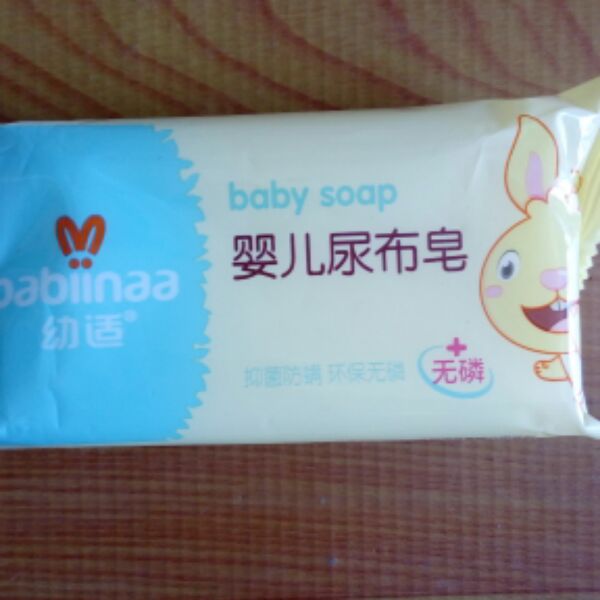 babiinaa
幼适®
baby soap
婴儿尿布皂
抑菌防螨 环保无磷
+
无磷